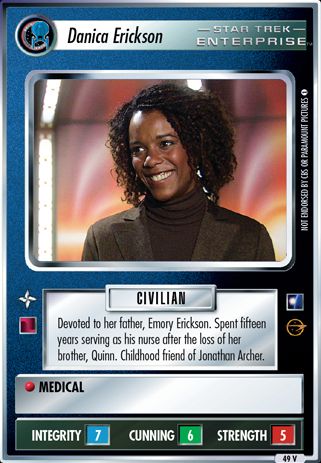 Danica Erickson
STAR TREK
ENTERPRISE™
NOT ENDORSED BY CBS OR PARAMOUNT PICTURES
CIVILIAN
Devoted to her father, Emory Erickson. Spent fifteen
years serving as his nurse after the loss of her
brother, Quinn. Childhood friend of Jonathan Archer.
MEDICAL
INTEGRITY 7 CUNNING 6 STRENGTH 5
49 V